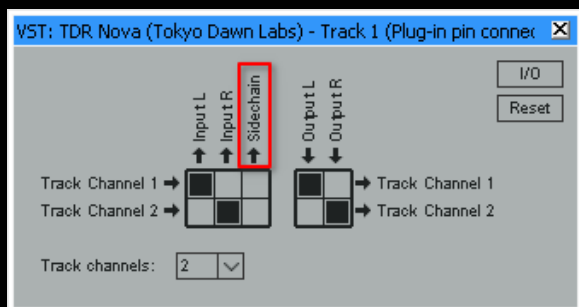 VST: TDR Nova (Tokyo Dawn Labs) - Track 1 (Plug-in pin connec
I/O
Reset
Input L
Input R
Sidechain
Output L
Output R
Track Channel 1
Track Channel 1
Track Channel 2
Track Channel 2
Track channels: 2